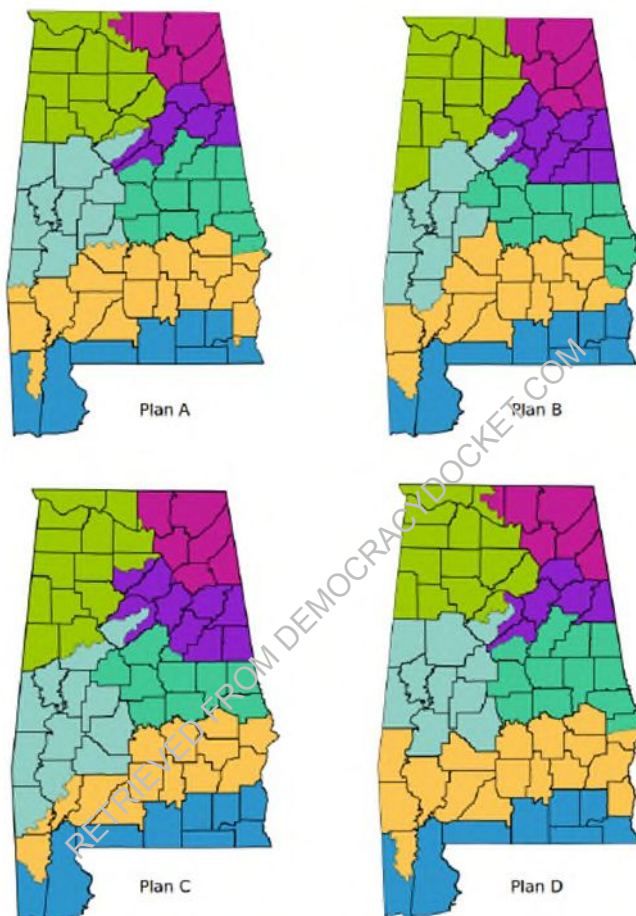 Plan A
Plan B
Plan C
Plan D
RETRIEVED FROM DEMOCRACYDOCKET.COM